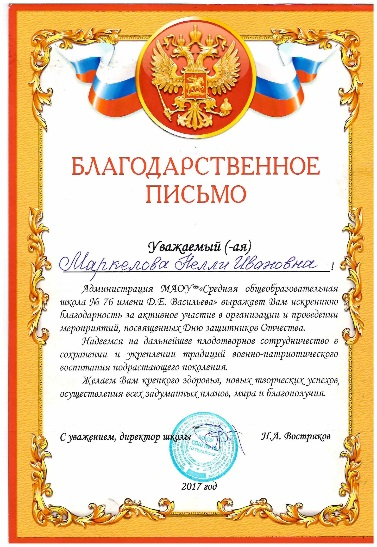 БЛАГОДАРСТВЕННОЕ
ПИСЬМО
Уважаемый (-ая)
Маркелова Нелли Ивановна!
Администрация МАОУ «Средняя общеобразовательная
школа № 76 имени Д.Е. Васильева» выражает Вам искреннюю
благодарность за активное участие в организации и проведении
мероприятий, посвященных Дню защитников Отчества.
Надеемся на дальнейшее плодотворное сотрудничество в
сохранении и укреплении традиций военно-патриотического
воспитания подрастающего поколения.
Желаем Вам крепкого здоровья, новых творческих успехов,
осуществления всех задуманных планов, мира и благополучия.
С уважением, директор школы Н.А. Востриков
2017 год